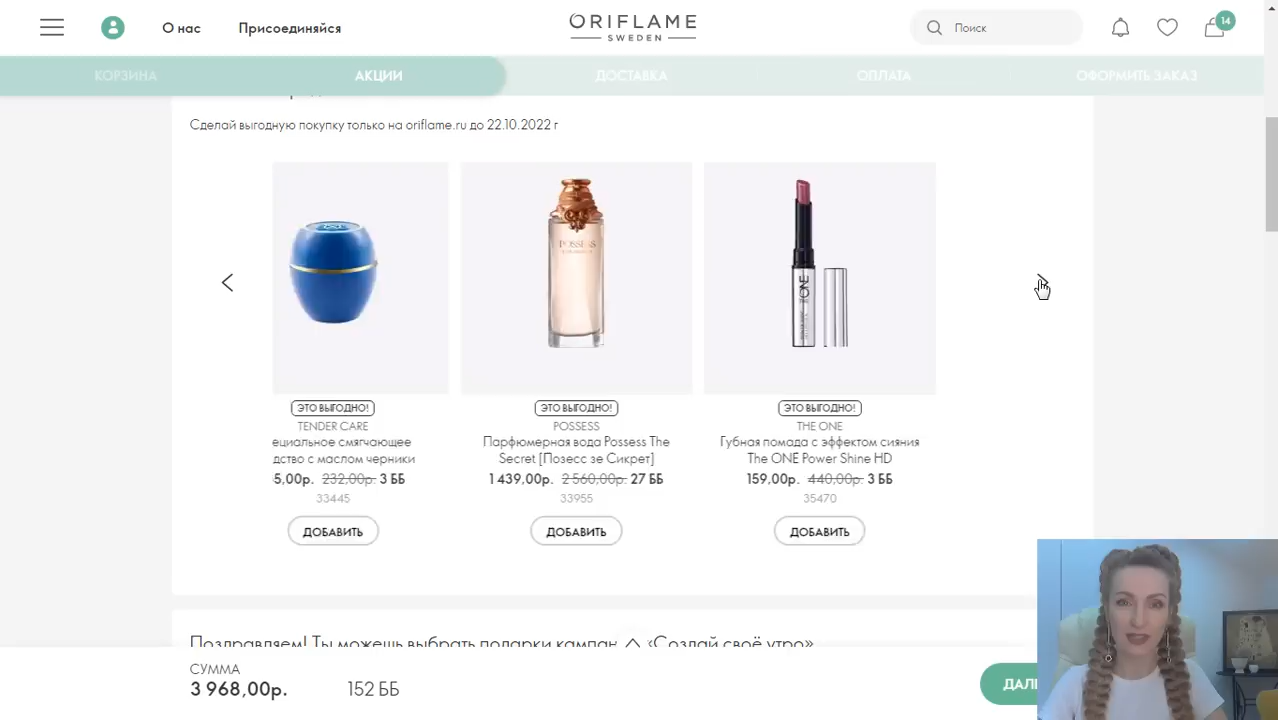 О нас
Присоединяйся
ORIFLAME
SWEDEN
Поиск
14
КОРЗИНА
АКЦИИ
ДОСТАВКА
ОПЛАТА
ОФОРМИТЬ ЗАКАЗ
Сделай выгодную покупку только на oriflame.ru до 22.10.2022 г
POSSESS
THE ONE
ЭТО ВЫГОДНО!
TENDER CARE
ециальное смягчающее
дство с маслом черники
5,00р. 232,00р. 3 ББ
33445
ДОБАВИТЬ
ЭТО ВЫГОДНО!
POSSESS
Парфюмерная вода Possess The
Secret [Позесс зе Сикрет]
1 439,00р. 2 560,00р. 27 ББ
33955
ДОБАВИТЬ
ЭТО ВЫГОДНО!
THE ONE
Губная помада с эффектом сияния
The ONE Power Shine HD
159,00р. 440,00р. 3 ББ
35470
ДОБАВИТЬ
Поздравляем! Ты можешь выбрать подарки кампан «Создай своё утро»
СУММА
3 968,00р.
152 ББ
ДАЛ